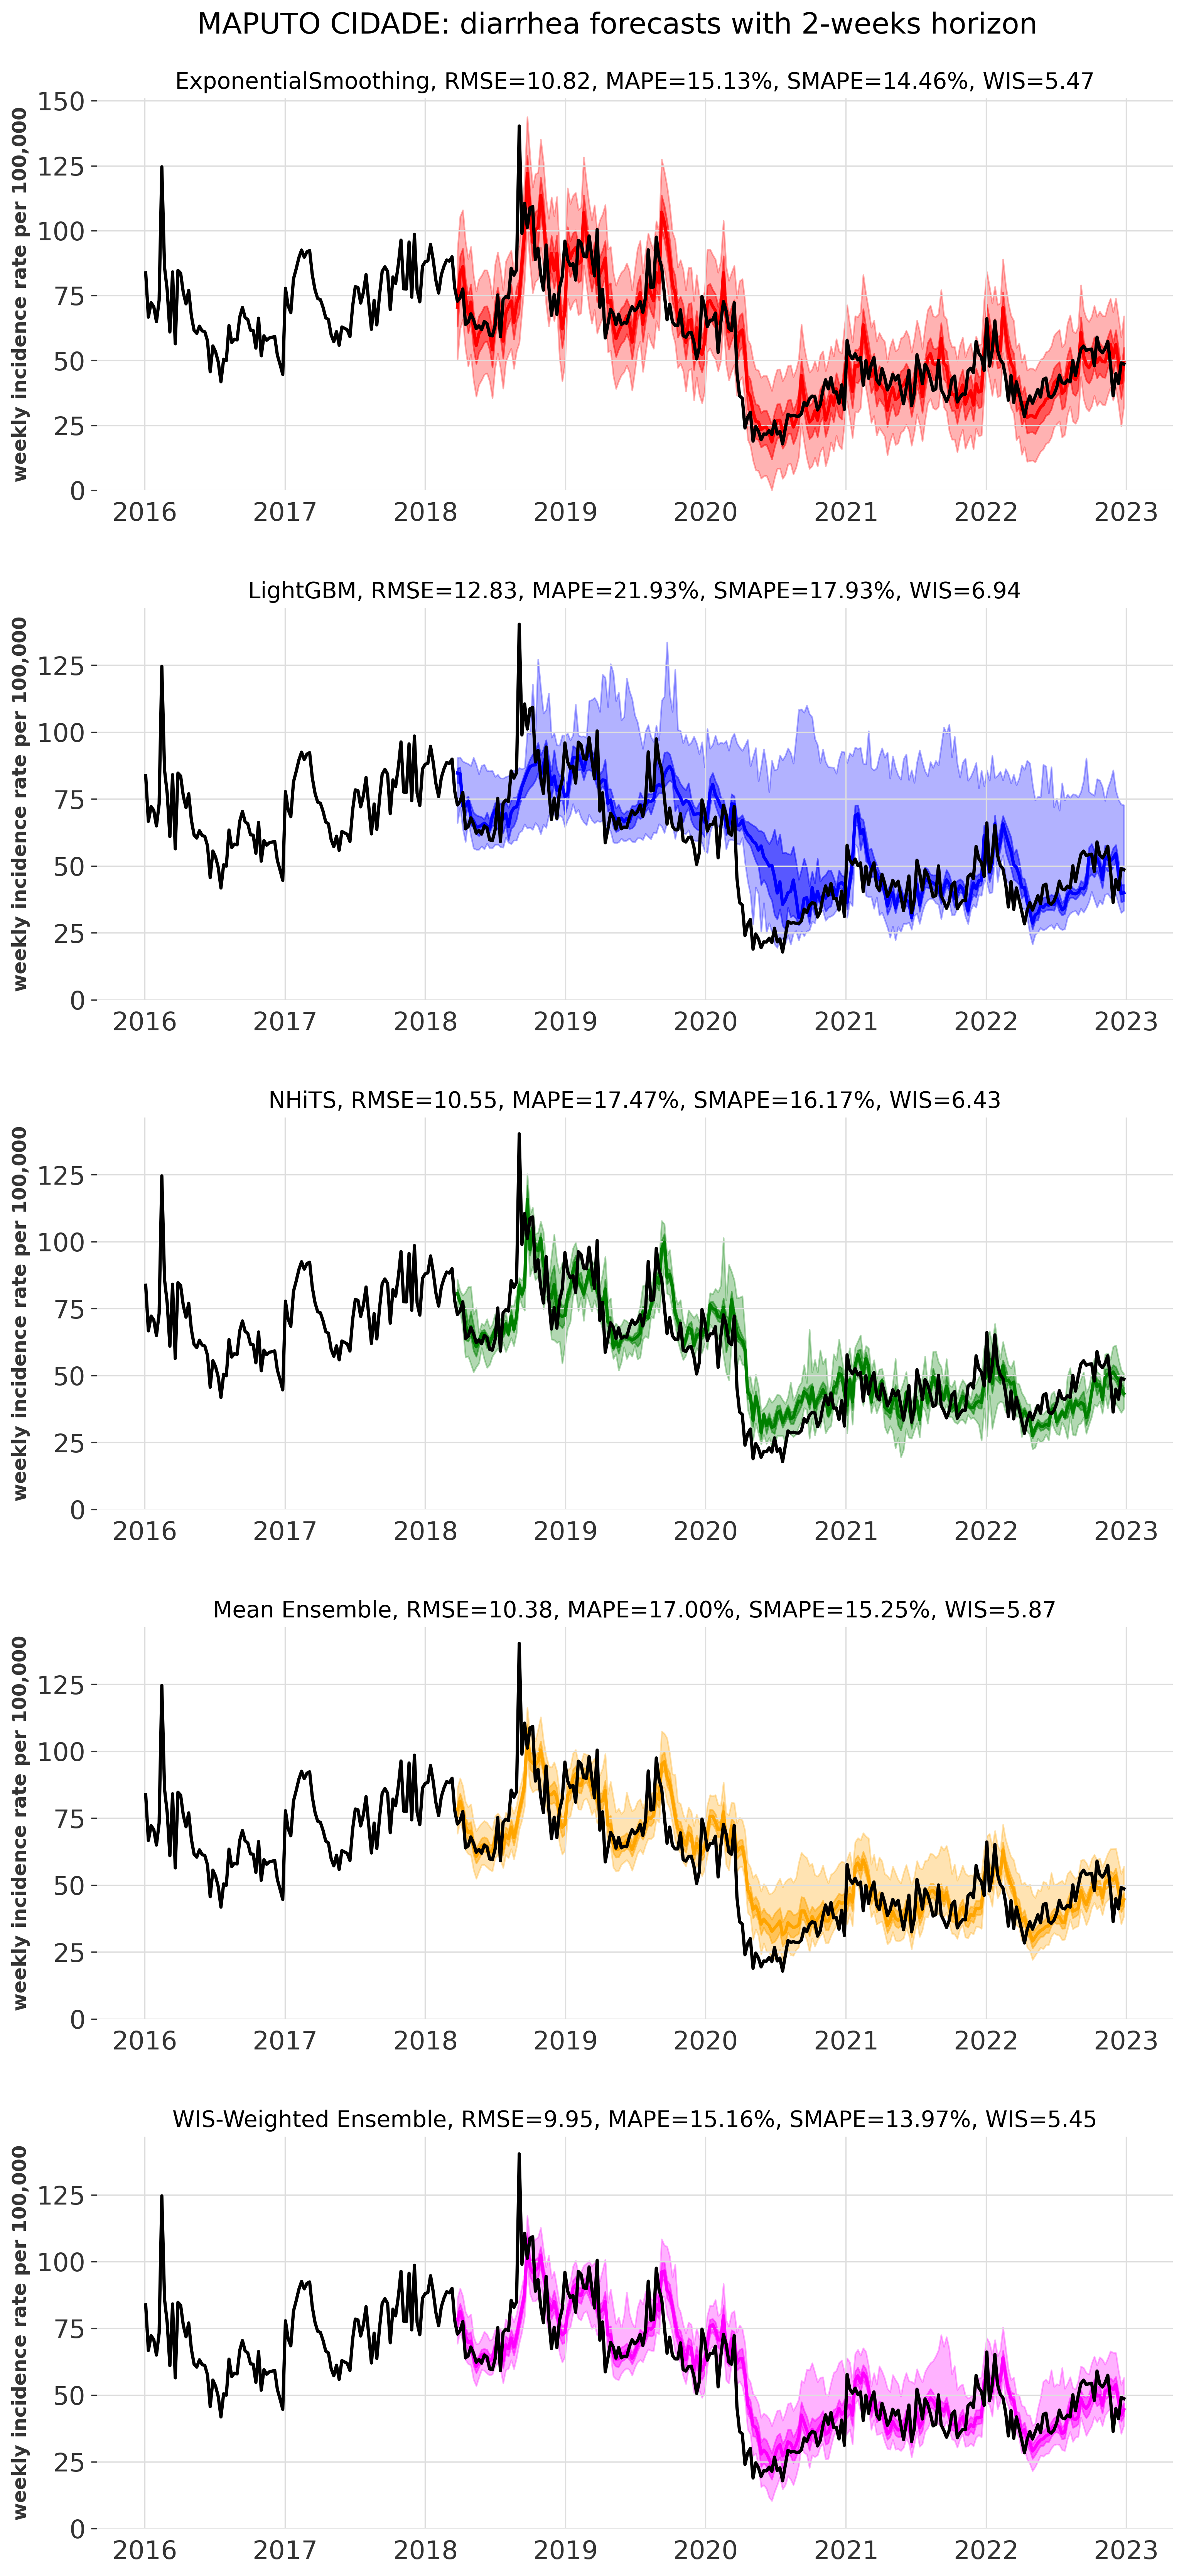 MAPUTO CIDADE: diarrhea forecasts with 2-weeks horizon
ExponentialSmoothing, RMSE=10.82, MAPE=15.13%, SMAPE=14.46%, WIS=5.47
weekly incidence rate per 100,000
150
125
100
75
50
25
0
2016 2017 2018 2019 2020 2021 2022 2023
LightGBM, RMSE=12.83, MAPE=21.93%, SMAPE=17.93%, WIS=6.94
weekly incidence rate per 100,000
125
100
75
50
25
0
2016 2017 2018 2019 2020 2021 2022 2023
NHiTS, RMSE=10.55, MAPE=17.47%, SMAPE=16.17%, WIS=6.43
weekly incidence rate per 100,000
125
100
75
50
25
0
2016 2017 2018 2019 2020 2021 2022 2023
Mean Ensemble, RMSE=10.38, MAPE=17.00%, SMAPE=15.25%, WIS=5.87
weekly incidence rate per 100,000
125
100
75
50
25
0
2016 2017 2018 2019 2020 2021 2022 2023
WIS-Weighted Ensemble, RMSE=9.95, MAPE=15.16%, SMAPE=13.97%, WIS=5.45
weekly incidence rate per 100,000
125
100
75
50
25
0
2016 2017 2018 2019 2020 2021 2022 2023